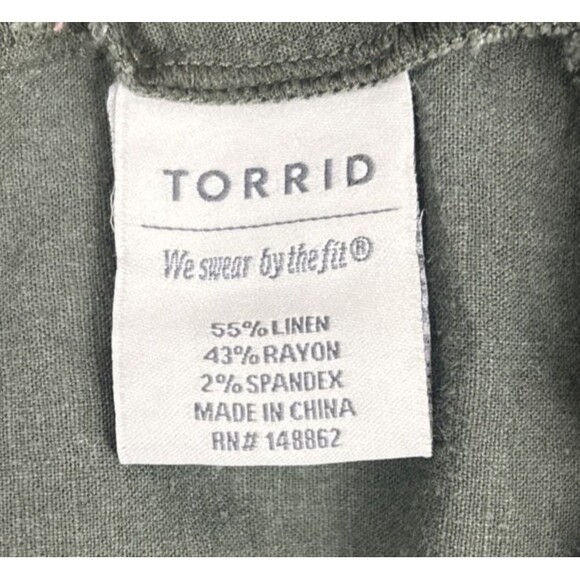 TORRID
We swear by the fit®
55% LINEN
43% RAYON
2% SPANDEX
MADE IN CHINA
RN# 148862